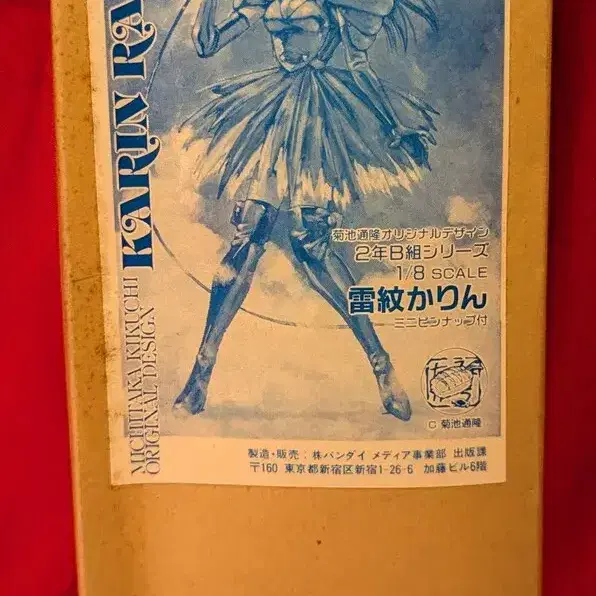 KARIN RA
MICHITAKA KIKUCHI
ORIGINAL DESIGN
菊池通隆オリジナルデザイン
2年B組シリーズ
1/8 SCALE
雷紋かりん
ミニピンナップ付
C 菊池通隆
製造・販売 : 株バンダイ メディア事業部 出版課
〒160 東京都新宿区新宿1-26-6 加藤ビル6階